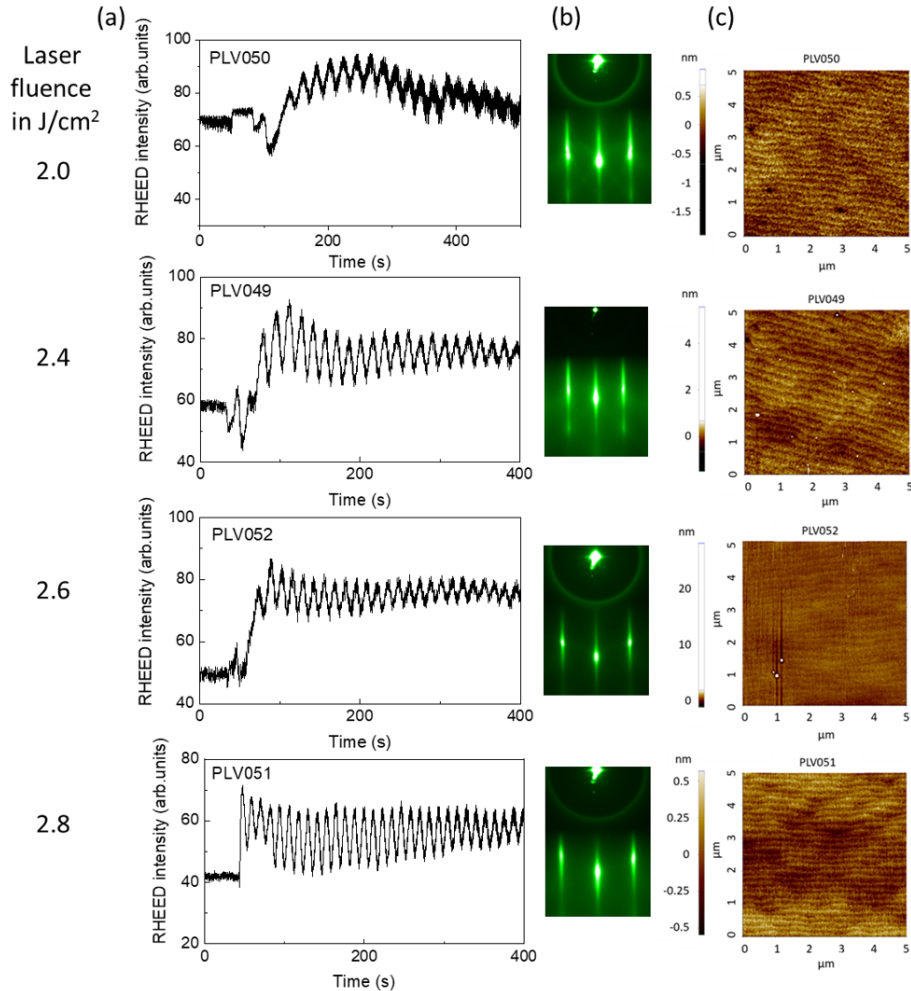 (a)
(b)
(c)
Laser
fluence
in J/cm²
2.0
2.4
2.6
2.8
PLV050
RHEED intensity (arb.units)
100
80
60
40
0
200
400
Time (s)
nm
0.5
0
-0.5
-1
-1.5
PLV050
5
4
3
2
1
0
µm
0 1 2 3 4 5
µm
PLV049
RHEED intensity (arb.units)
100
80
60
40
0
100
200
300
400
Time (s)
nm
4
2
0
PLV049
5
4
3
2
1
0
µm
0 1 2 3 4 5
µm
PLV052
RHEED intensity (arb.units)
100
80
60
40
0
100
200
300
400
Time (s)
nm
20
10
0
PLV052
5
4
3
2
1
0
µm
0 1 2 3 4 5
µm
PLV051
RHEED intensity (arb.units)
80
60
40
20
0
100
200
300
400
Time (s)
nm
0.5
0.25
0
-0.25
-0.5
PLV051
5
4
3
2
1
0
µm
0 1 2 3 4 5
µm